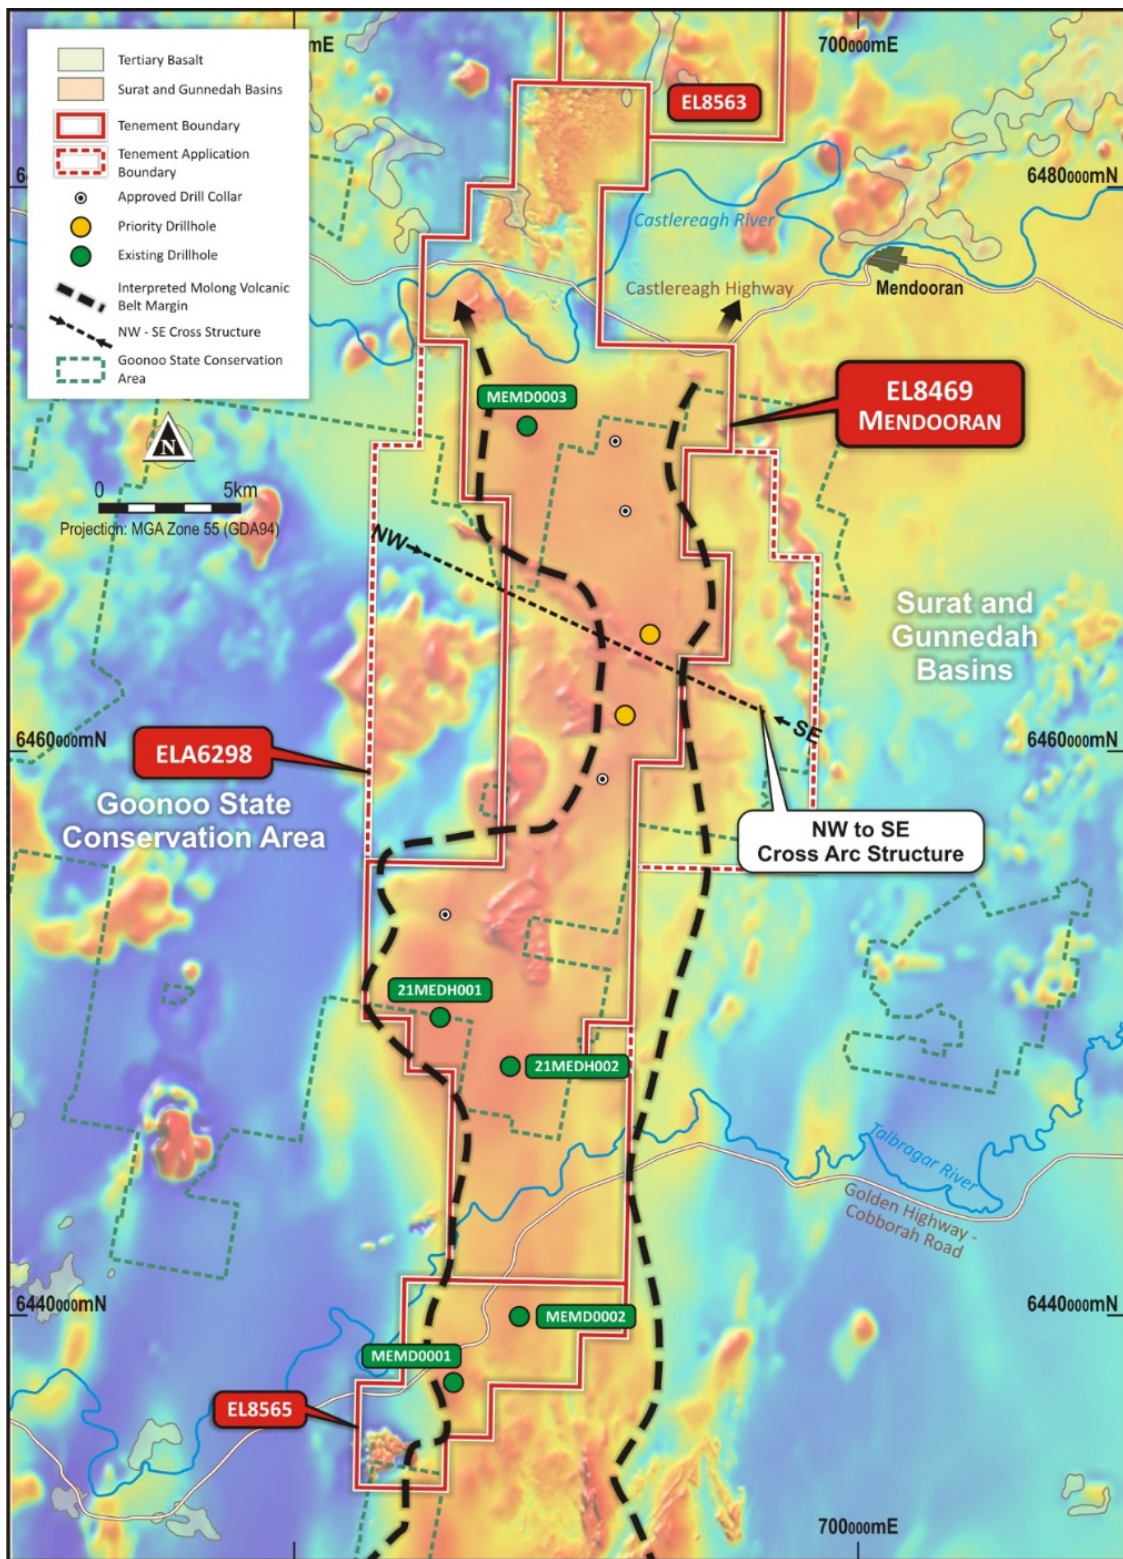 Tertiary Basalt
Surat and Gunnedah Basins
Tenement Boundary
Tenement Application
Boundary
Approved Drill Collar
Priority Drillhole
Existing Drillhole
Interpreted Molong Volcanic
Belt Margin
NW - SE Cross Structure
Goonoo State Conservation
Area
mE
700000mE
EL8563
6480000mN
Castlereagh River
Castlereagh Highway
Mendooran
EL8469
MENDOORAN
MEMD0003
N
0 5km
Projection: MGA Zone 55 (GDA94)
NW
Surat and
Gunnedah
Basins
SE
6460000mN
6460000mN
ELA6298
Goonoo State
Conservation Area
NW to SE
Cross Arc Structure
21MEDH001
21MEDH002
Talbragar River
Golden Highway -
Cobborah Road
6440000mN
6440000mN
MEMD0002
MEMD0001
EL8565
700000mE